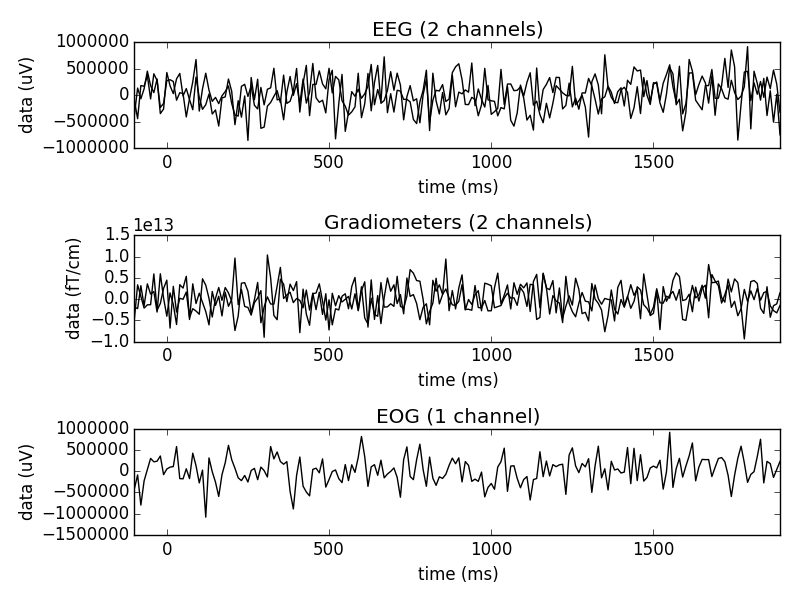 EEG (2 channels)
1000000
500000
0
−500000
−1000000
data (uV)
0 500 1000 1500
time (ms)
Gradiometers (2 channels)
1e13
1.5
1.0
0.5
0.0
−0.5
−1.0
data (fT/cm)
0 500 1000 1500
time (ms)
EOG (1 channel)
1000000
500000
0
−500000
−1000000
−1500000
data (uV)
0 500 1000 1500
time (ms)